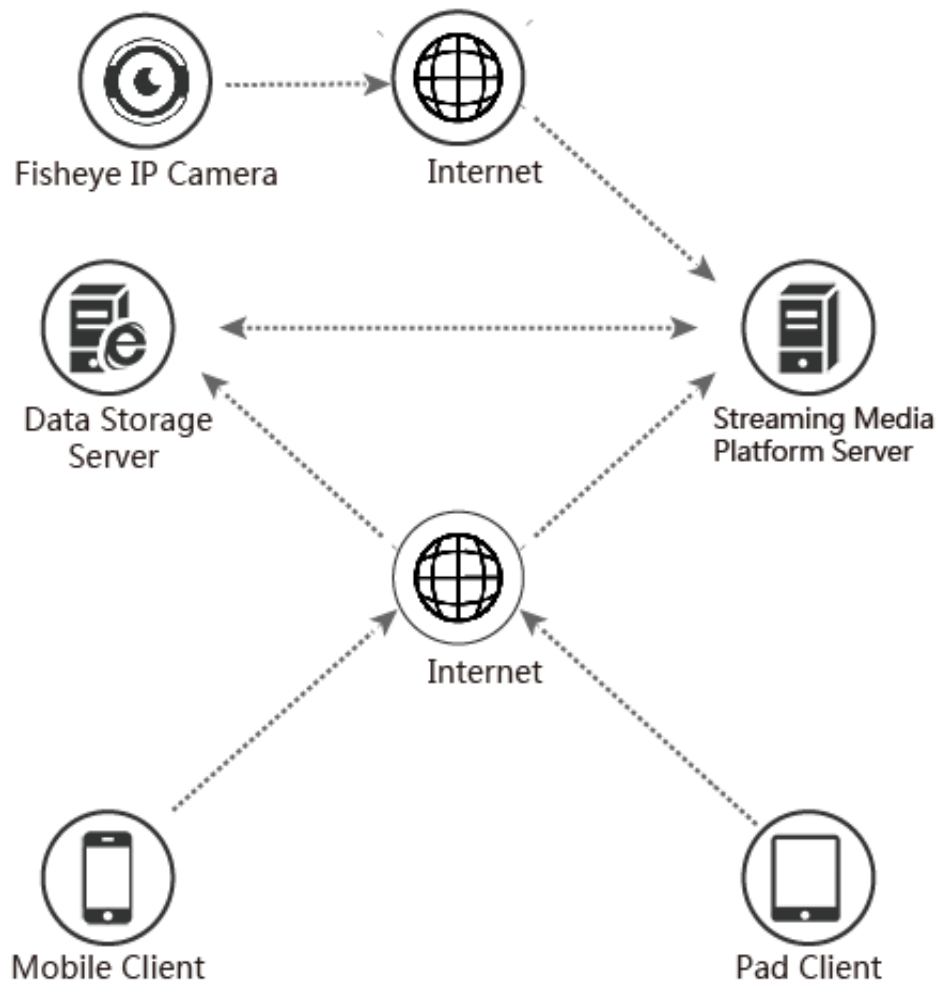 Fisheye IP Camera
Internet
Data Storage
Server
Streaming Media
Platform Server
Internet
Mobile Client
Pad Client